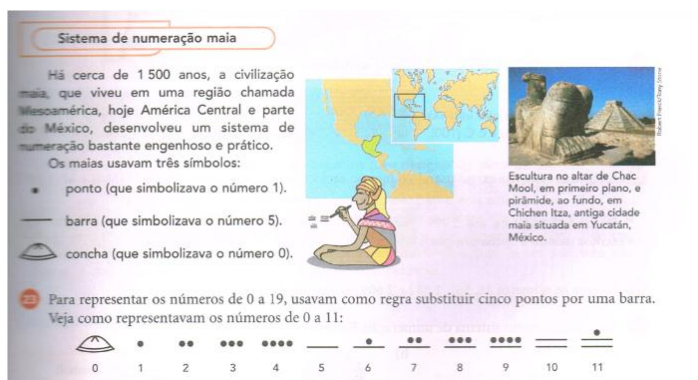 Sistema de numeração maia
Há cerca de 1 500 anos, a civilização
maia, que viveu em uma região chamada
Mesoamérica, hoje América Central e parte
do México, desenvolveu um sistema de
numeração bastante engenhoso e prático.
Os maias usavam três símbolos:
ponto (que simbolizava o número 1).
barra (que simbolizava o número 5).
concha (que simbolizava o número 0).
Robert Frerck/Tony Stone
Escultura no altar de Chac
Mool, em primeiro plano, e
pirâmide, ao fundo, em
Chichen Itza, antiga cidade
maia situada em Yucatán,
México.
23 Para representar os números de 0 a 19, usavam como regra substituir cinco pontos por uma barra.
Veja como representavam os números de 0 a 11:
0 1 2 3 4 5 6 7 8 9 10 11